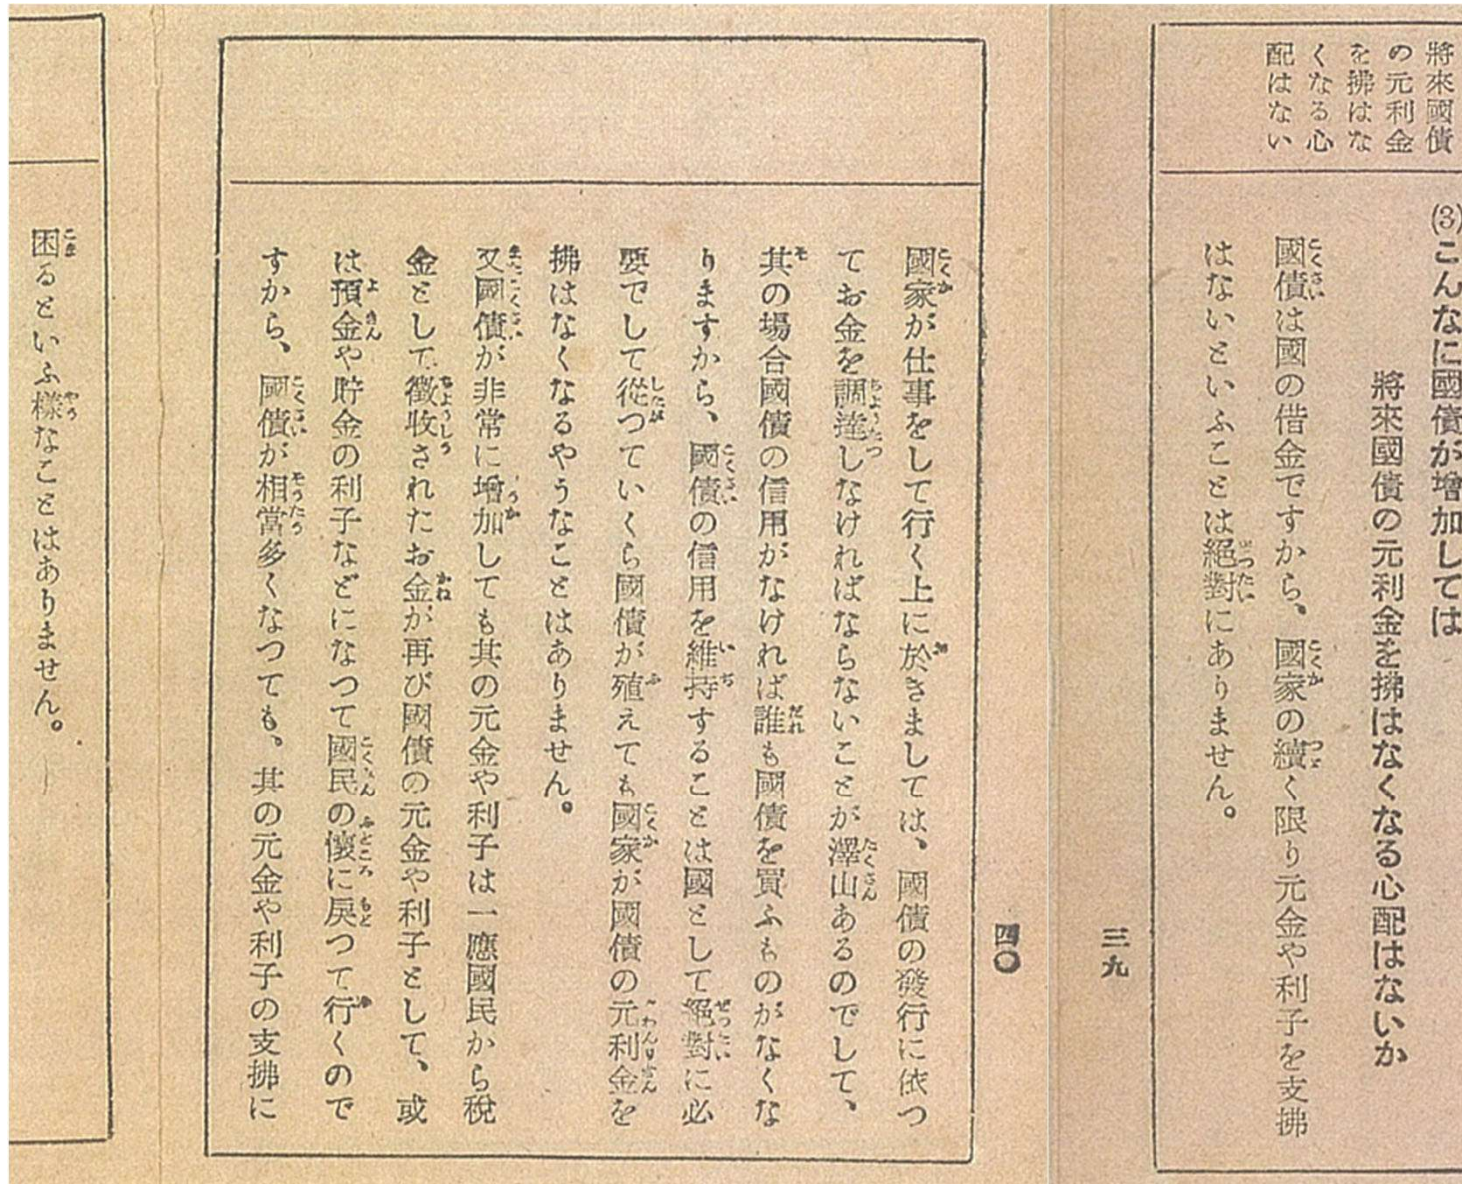 將來國債
の元利金
を拂はな
くなる心
配はない
(3)こんなに國債が增加しては
將來國債の元利金を拂はなくなる心配はないか
國債は國の借金ですから、國家の續く限り元金や利子を支拂
はないといふことは絕對にありません。
三九
四〇
國家が仕事をして行く上に於きましては、國債の發行に依つ
てお金を調達しなければならないことが澤山あるのでして、
其の場合國債の信用がなければ誰も國債を買ふものがなくな
りますから、國債の信用を維持することは國として絕對に必
要でして從つていくら國債が殖えても國家が國債の元利金を
拂はなくなるやうなことはありません。
又國債が非常に增加しても其の元金や利子は一應國民から稅
金として徵收されたお金が再び國債の元金や利子として、或
は預金や貯金の利子などになつて國民の懷に戾つて行くので
すから、國債が相當多くなつても、其の元金や利子の支拂に
困るといふ樣なことはありません。